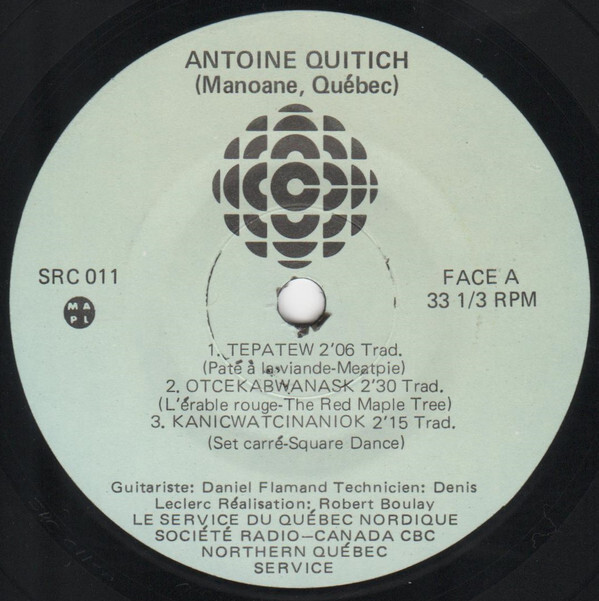 ANTOINE QUITICH
(Manoane, Québec)
SRC 011
FACE A
MA
PL
33 1/3 RPM
1. TEPATEW 2'06 Trad.
(Paté à la viande-Meatpie)
2. OTCEKABWANASK 2'30 Trad.
(L'érable rouge-The Red Maple Tree)
3. KANICWATCINANIOK 2'15 Trad.
(Set carré-Square Dance)
Guitariste: Daniel Flamand Technicien: Denis
Leclerc Réalisation: Robert Boulay
LE SERVICE DU QUÉBEC NORDIQUE
SOCIÉTÉ RADIO-CANADA CBC
NORTHERN QUÉBEC
SERVICE